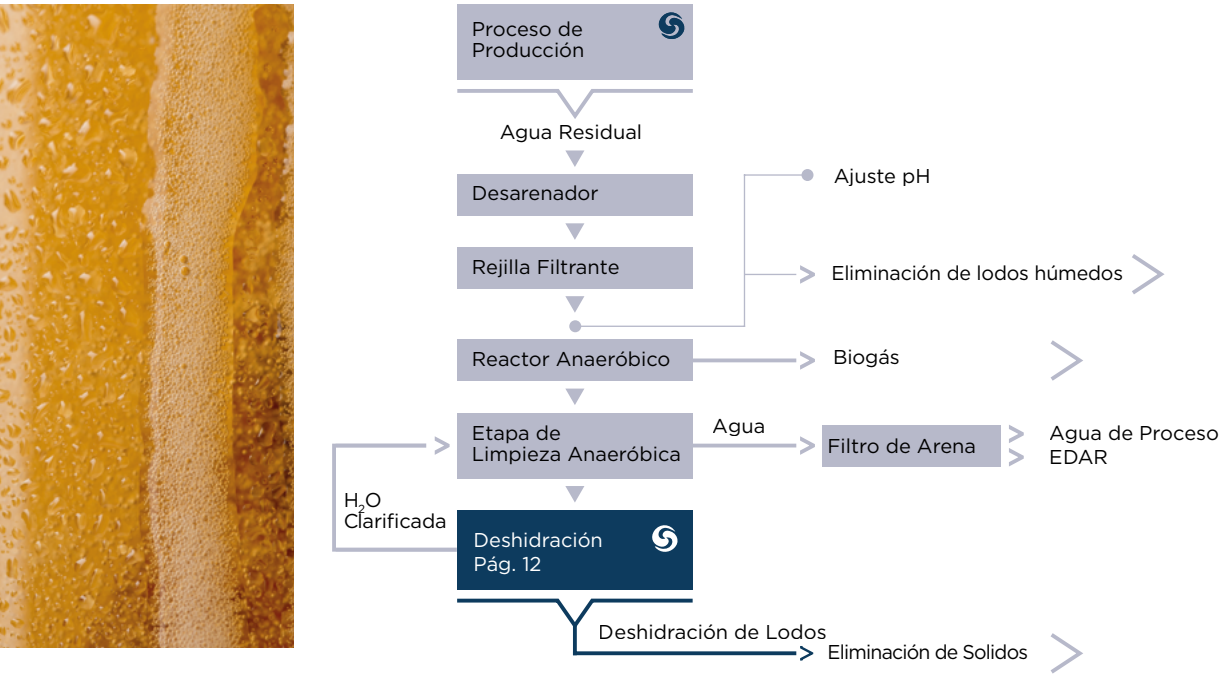 Proceso de
Producción
Agua Residual
Desarenador
Ajuste pH
Rejilla Filtrante
Eliminación de lodos húmedos
Reactor Anaeróbico
Biogás
Etapa de
Limpieza Anaeróbica
Agua
Filtro de Arena
Agua de Proceso
EDAR
H₂O
Clarificada
Deshidración
Pág. 12
Deshidración de Lodos
Eliminación de Solidos